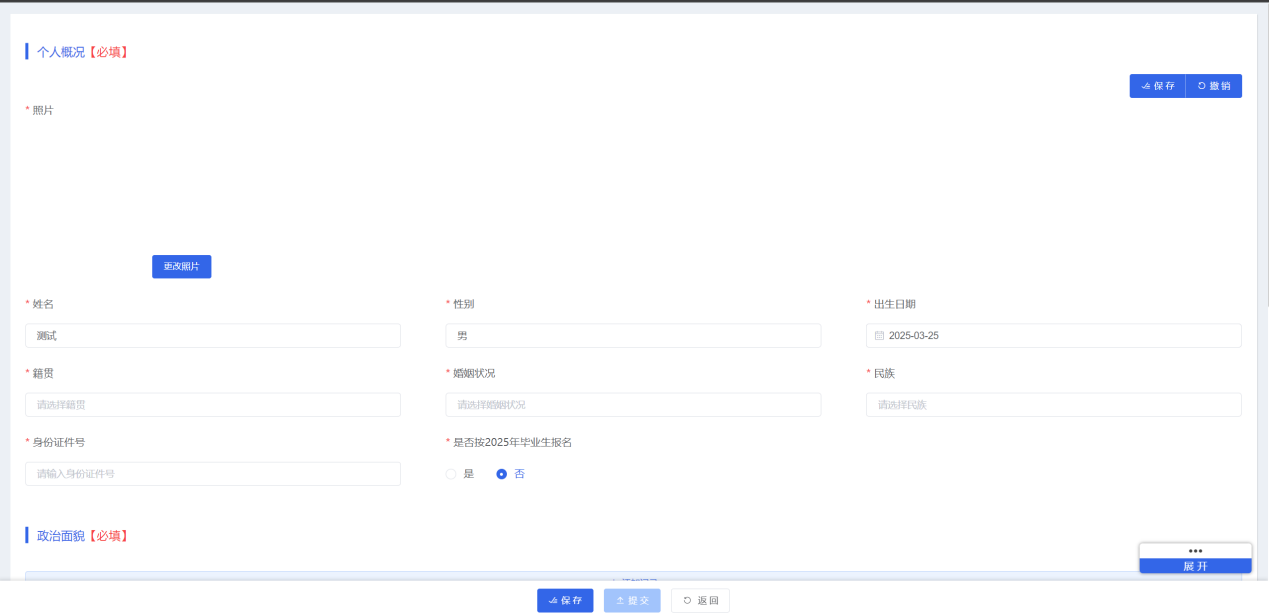 个人概况【必填】
保存 撤销
* 照片
更改照片
* 姓名 * 性别 * 出生日期
测试 男 2025-03-25
* 籍贯 * 婚姻状况 * 民族
请选择籍贯 请选择婚姻状况 请选择民族
* 身份证件号 * 是否按2025年毕业生报名
请输入身份证件号 是 否
政治面貌【必填】
展开
保存 提交 返回